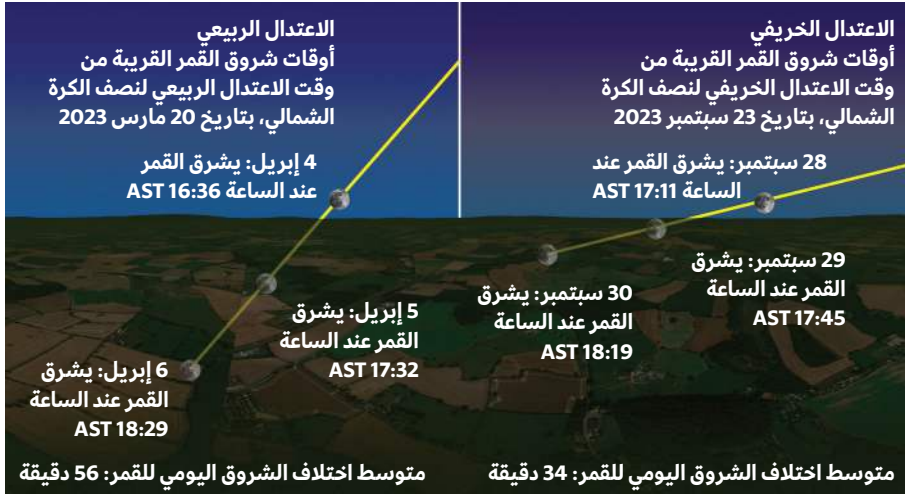 الاعتدال الخريفي
أوقات شروق القمر القريبة من
وقت الاعتدال الخريفي لنصف الكرة
الشمالي، بتاريخ 23 سبتمبر 2023
28 سبتمبر: يشرق القمر عند
الساعة 17:11 AST
29 سبتمبر: يشرق
القمر عند الساعة
17:45 AST
30 سبتمبر: يشرق
القمر عند الساعة
18:19 AST
متوسط اختلاف الشروق اليومي للقمر: 34 دقيقة
الاعتدال الربيعي
أوقات شروق القمر القريبة من
وقت الاعتدال الربيعي لنصف الكرة
الشمالي، بتاريخ 20 مارس 2023
4 إبريل: يشرق القمر
عند الساعة 16:36 AST
5 إبريل: يشرق
القمر عند الساعة
17:32 AST
6 إبريل: يشرق
القمر عند الساعة
18:29 AST
متوسط اختلاف الشروق اليومي للقمر: 56 دقيقة